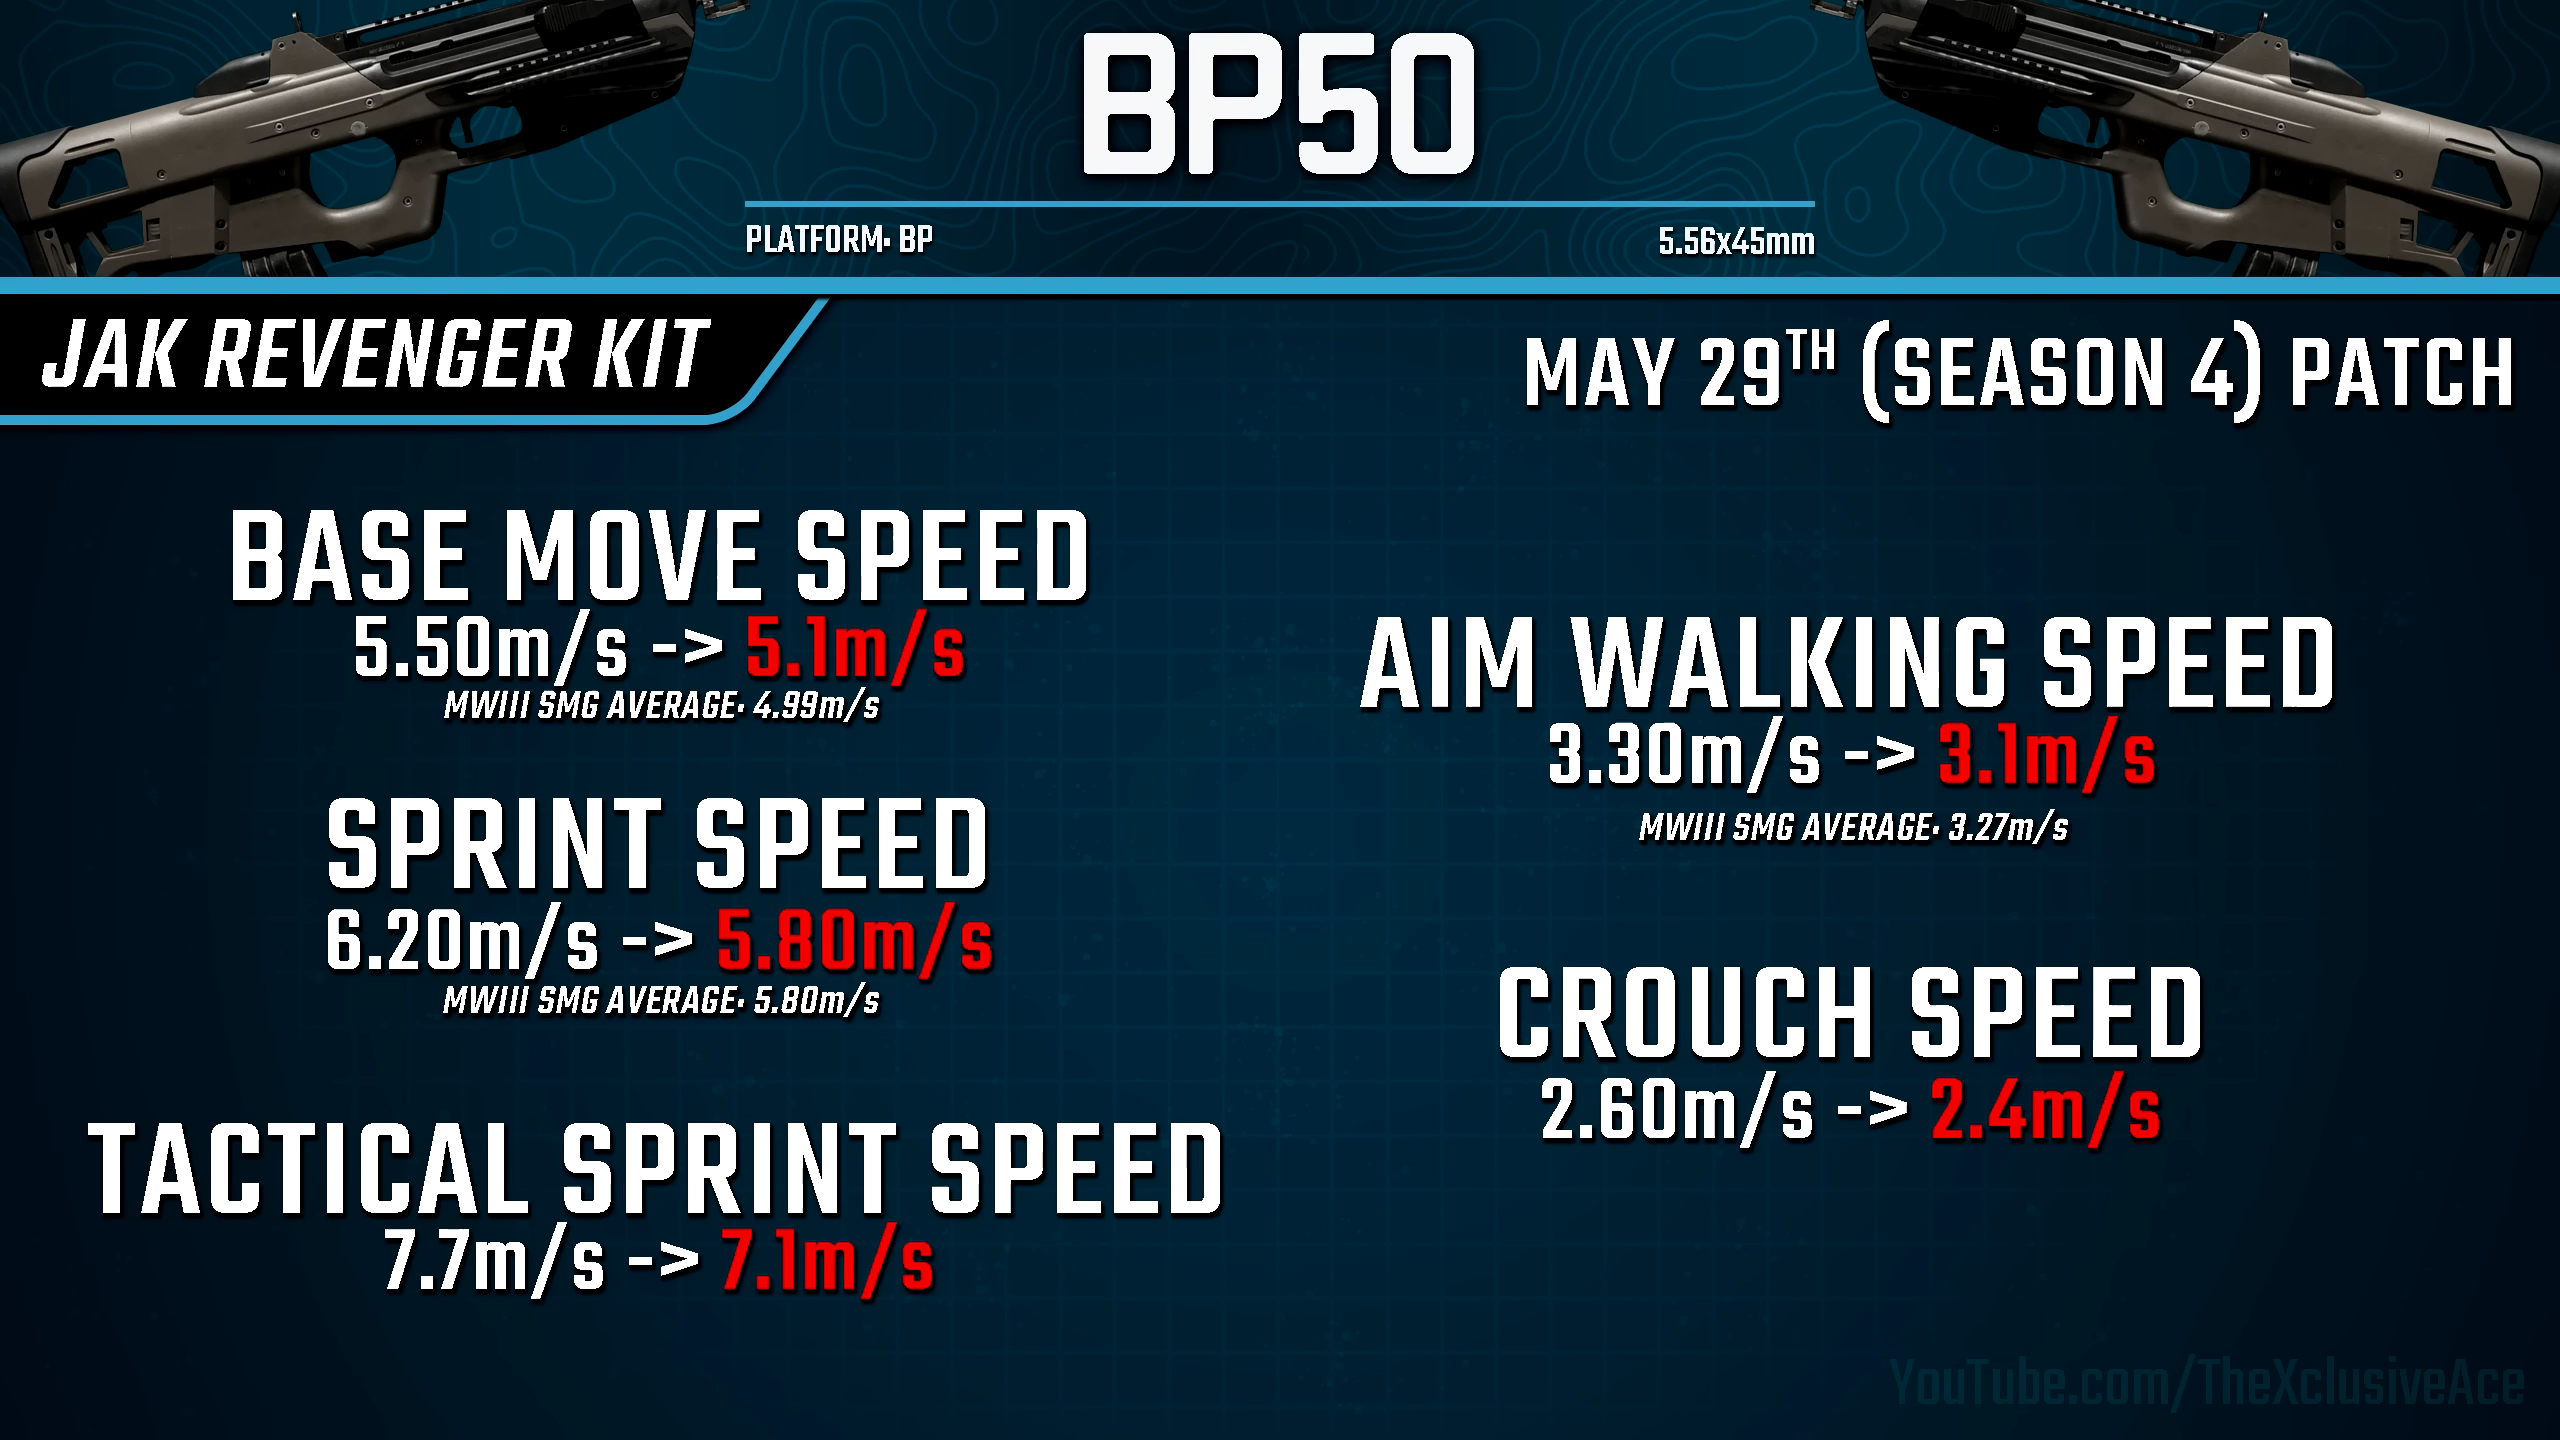 BP50
PLATFORM: BP
5.56x45mm
JAK REVENGER KIT
MAY 29TH (SEASON 4) PATCH
BASE MOVE SPEED
5.50m/s -> 5.1m/s
MWIII SMG AVERAGE: 4.99m/s
SPRINT SPEED
6.20m/s -> 5.80m/s
MWIII SMG AVERAGE: 5.80m/s
TACTICAL SPRINT SPEED
7.7m/s -> 7.1m/s
AIM WALKING SPEED
3.30m/s -> 3.1m/s
MWIII SMG AVERAGE: 3.27m/s
CROUCH SPEED
2.60m/s -> 2.4m/s
YouTube.com/TheXclusiveAce